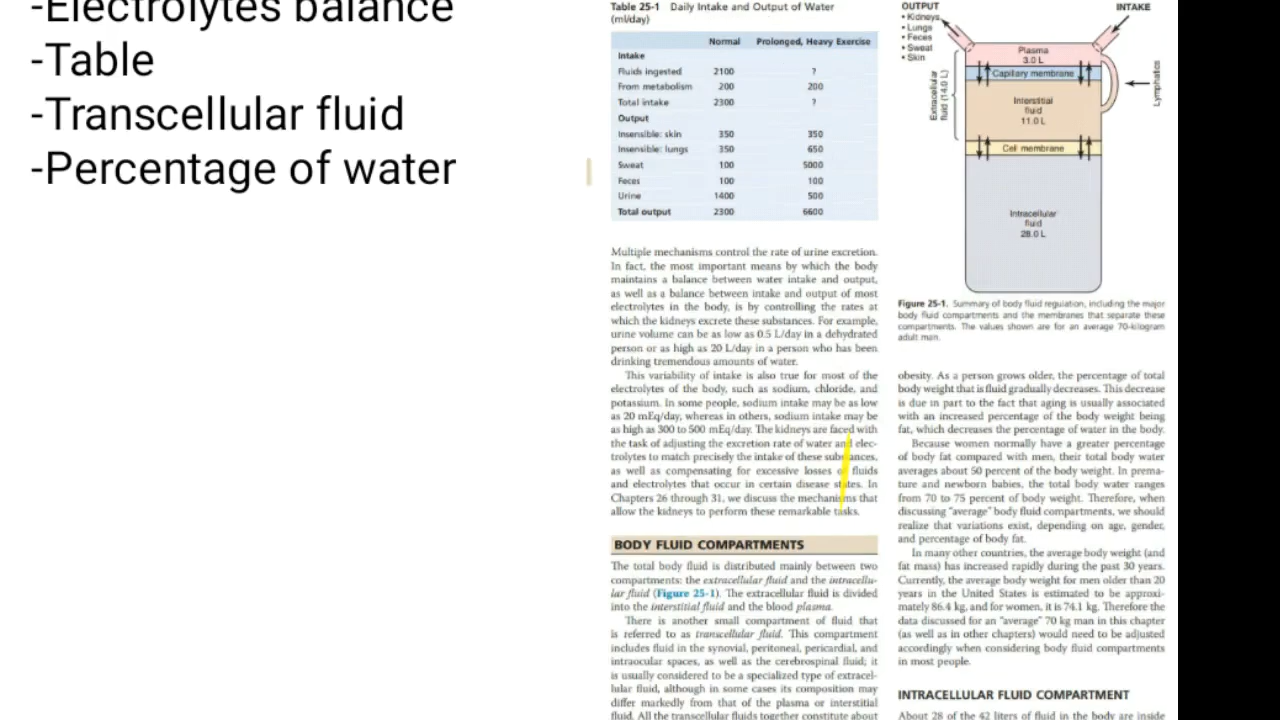 -Electrolytes balance
-Table
-Transcellular fluid
-Percentage of water
Table 25-1 Daily Intake and Output of Water
(ml/day)
Normal Prolonged, Heavy Exercise
Intake
Fluids ingested 2100 ?
From metabolism 200 200
Total intake 2300 ?
Output
Insensible: skin 350 350
Insensible: lungs 350 650
Sweat 100 5000
Feces 100 100
Urine 1400 500
Total output 2300 6600
Multiple mechanisms control the rate of urine excretion.
In fact, the most important means by which the body
maintains a balance between water intake and output,
as well as a balance between intake and output of most
electrolytes in the body, is by controlling the rates at
which the kidneys excrete these substances. For example,
urine volume can be as low as 0.5 L/day in a dehydrated
person or as high as 20 L/day in a person who has been
drinking tremendous amounts of water.
This variability of intake is also true for most of the
electrolytes of the body, such as sodium, chloride, and
potassium. In some people, sodium intake may be as low
as 20 mEq/day, whereas in others, sodium intake may be
as high as 300 to 500 mEq/day. The kidneys are faced with
the task of adjusting the excretion rate of water and elec-
trolytes to match precisely the intake of these substances,
as well as compensating for excessive losses of fluids
and electrolytes that occur in certain disease states. In
Chapters 26 through 31, we discuss the mechanisms that
allow the kidneys to perform these remarkable tasks.
BODY FLUID COMPARTMENTS
The total body fluid is distributed mainly between two
compartments: the extracellular fluid and the intracellu-
lar fluid (Figure 25-1). The extracellular fluid is divided
into the interstitial fluid and the blood plasma.
There is another small compartment of fluid that
is referred to as transcellular fluid. This compartment
includes fluid in the synovial, peritoneal, pericardial, and
intraocular spaces, as well as the cerebrospinal fluid; it
is usually considered to be a specialized type of extracel-
lular fluid, although in some cases its composition may
differ markedly from that of the plasma or interstitial
fluid. All the transcellular fluids together constitute about
OUTPUT
• Kidneys
• Lungs
• Feces
• Sweat
• Skin
INTAKE
Plasma
3.0 L
Capillary membrane
Extracellular
fluid (14.0 L)
Lymphatics
Interstitial
fluid
11.0 L
Cell membrane
Intracellular
fluid
28.0 L
Figure 25-1. Summary of body fluid regulation, including the major
body fluid compartments and the membranes that separate these
compartments. The values shown are for an average 70-kilogram
adult man.
obesity. As a person grows older, the percentage of total
body weight that is fluid gradually decreases. This decrease
is due in part to the fact that aging is usually associated
with an increased percentage of the body weight being
fat, which decreases the percentage of water in the body.
Because women normally have a greater percentage
of body fat compared with men, their total body water
averages about 50 percent of the body weight. In prema-
ture and newborn babies, the total body water ranges
from 70 to 75 percent of body weight. Therefore, when
discussing "average" body fluid compartments, we should
realize that variations exist, depending on age, gender,
and percentage of body fat.
In many other countries, the average body weight (and
fat mass) has increased rapidly during the past 30 years.
Currently, the average body weight for men older than 20
years in the United States is estimated to be approxi-
mately 86.4 kg, and for women, it is 74.1 kg. Therefore the
data discussed for an "average" 70 kg man in this chapter
(as well as in other chapters) would need to be adjusted
accordingly when considering body fluid compartments
in most people.
INTRACELLULAR FLUID COMPARTMENT
About 28 of the 42 liters of fluid in the body are inside